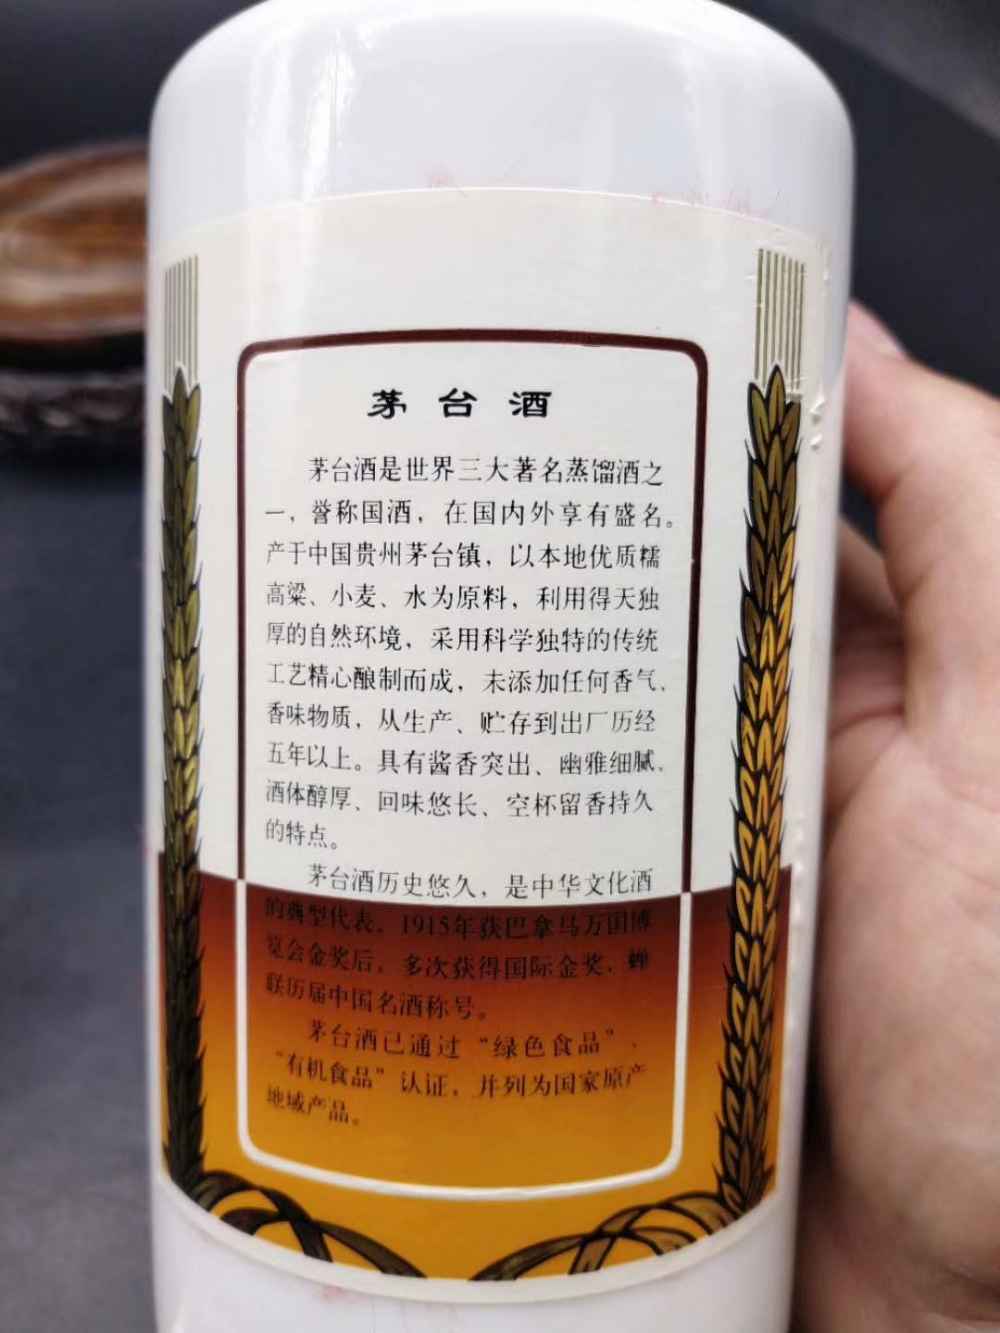 茅台酒
茅台酒是世界三大著名蒸馏酒之
一，誉称国酒，在国内外享有盛名。
产于中国贵州茅台镇，以本地优质糯
高粱、小麦、水为原料，利用得天独
厚的自然环境，采用科学独特的传统
工艺精心酿制而成，未添加任何香气、
香味物质，从生产、贮存到出厂历经
五年以上。具有酱香突出、幽雅细腻、
酒体醇厚、回味悠长、空杯留香持久
的特点。
茅台酒历史悠久，是中华文化酒
的典型代表。1915年获巴拿马万国博
览会金奖后，多次获得国际金奖、蝉
联历届中国名酒称号。
茅台酒已通过“绿色食品”、
“有机食品”认证，并列为国家原产
地域产品。